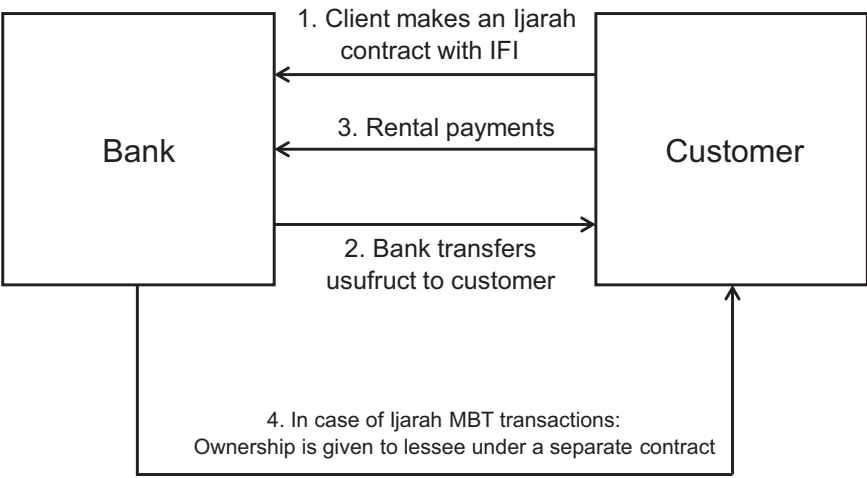 1. Client makes an Ijarah
contract with IFI
Bank
3. Rental payments
Customer
2. Bank transfers
usufruct to customer
4. In case of Ijarah MBT transactions:
Ownership is given to lessee under a separate contract